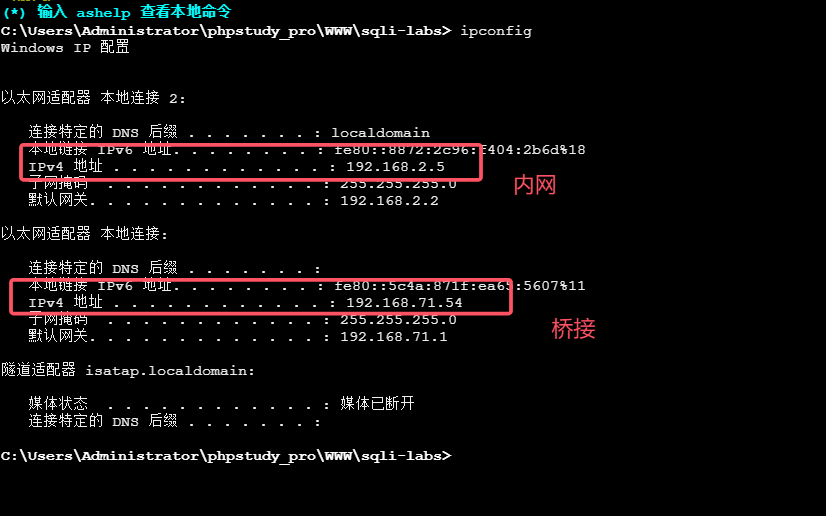 (*) 输入 ashelp 查看本地命令
C:\Users\Administrator\phpstudy_pro\WWW\sqli-labs> ipconfig
Windows IP 配置
以太网适配器 本地连接 2:
连接特定的 DNS 后缀 . . . . . . . : localdomain
本地链接 IPv6 地址. . . . . . . . : fe80::8872:2c96:f404:2b6d%18
IPv4 地址 . . . . . . . . . . . . : 192.168.2.5
子网掩码 . . . . . . . . . . . . : 255.255.255.0
内网
默认网关. . . . . . . . . . . . . : 192.168.2.2
以太网适配器 本地连接:
连接特定的 DNS 后缀 . . . . . . . :
本地链接 IPv6 地址. . . . . . . . : fe80::5c4a:871f:ea65:5607%11
IPv4 地址 . . . . . . . . . . . . : 192.168.71.54
子网掩码 . . . . . . . . . . . . : 255.255.255.0
桥接
默认网关. . . . . . . . . . . . . : 192.168.71.1
隧道适配器 isatap.localdomain:
媒体状态 . . . . . . . . . . . . : 媒体已断开
连接特定的 DNS 后缀 . . . . . . . :
C:\Users\Administrator\phpstudy_pro\WWW\sqli-labs>